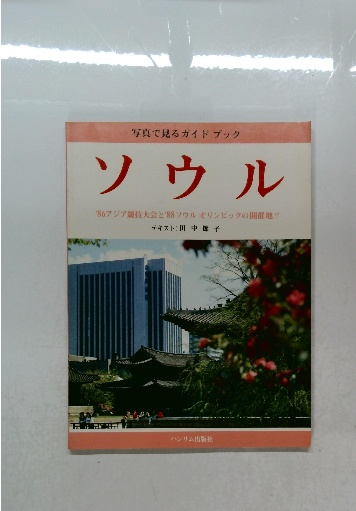 写真で見るガイドブック
ソウル
'86アジア競技大会と'88ソウルオリンピックの開催地!!
テキスト:田中 子
ハンリム出版社